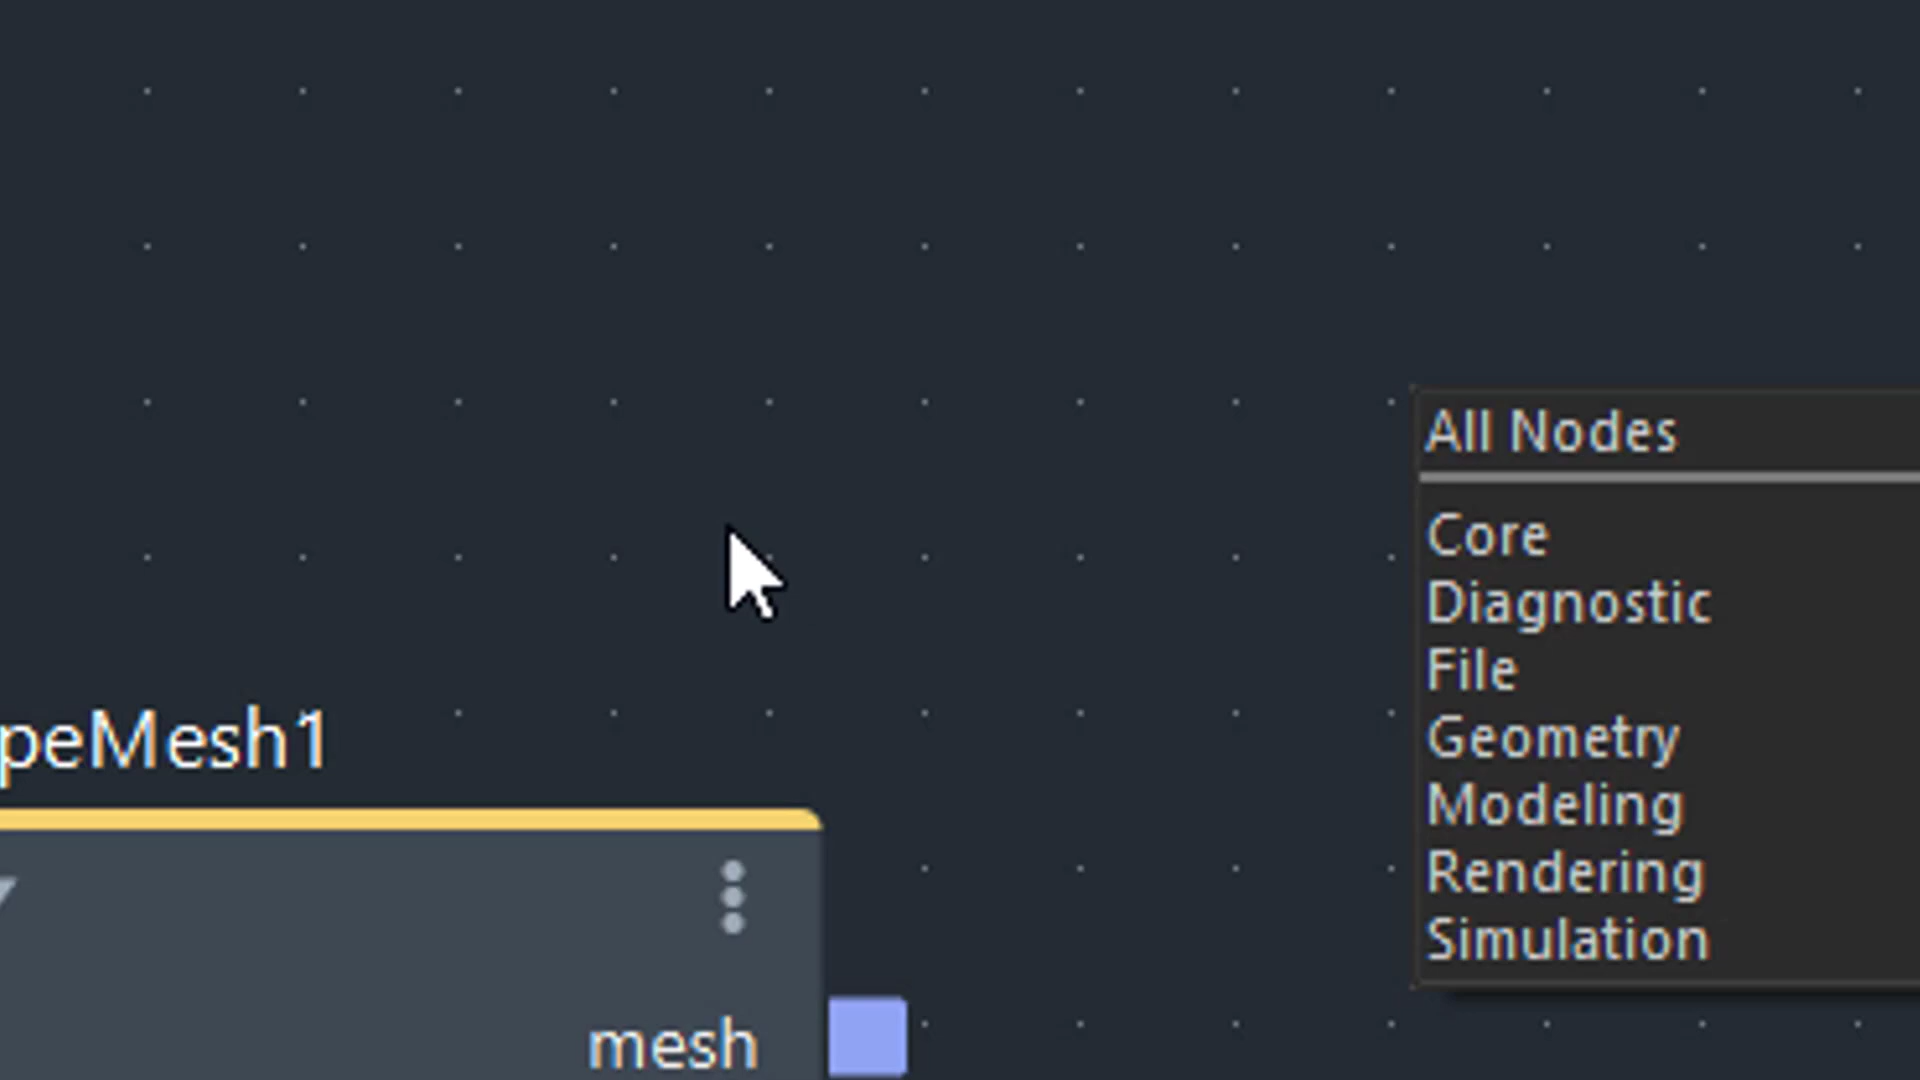 All Nodes
Core
Diagnostic
File
Geometry
Modeling
Rendering
Simulation
peMesh1
mesh